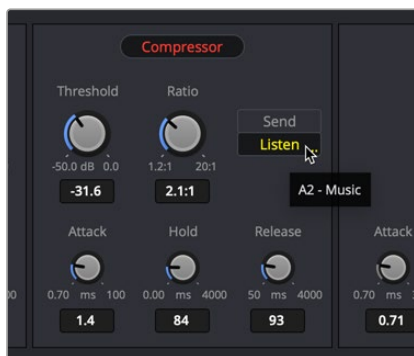 Compressor
Threshold Ratio
Send
Listen
-50.0 dB 0.0 1.2:1 20:1
-31.6 2.1:1
A2 - Music
Attack Hold Release Attack
0.70 ms 100 0.00 ms 4000 50 ms 4000 0.70 ms
1.4 84 93 0.71